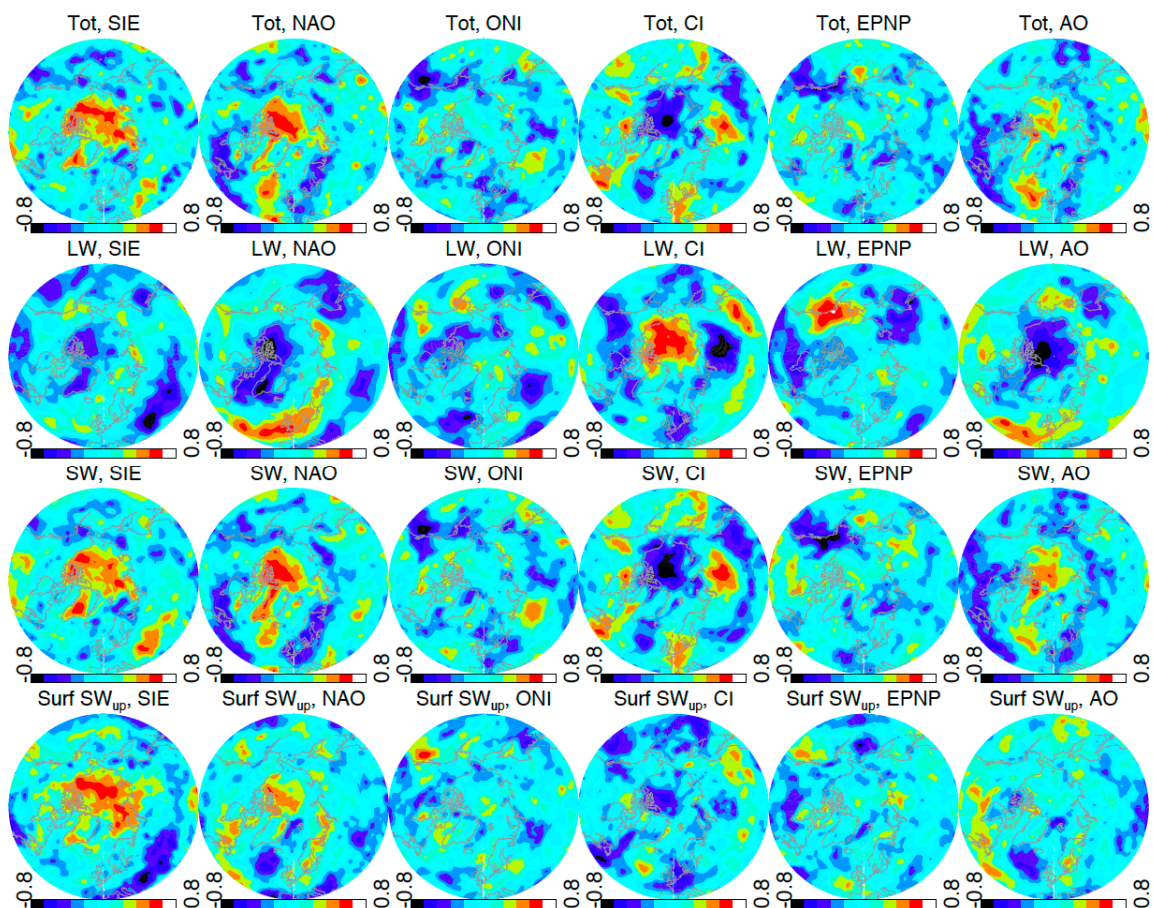 Tot, SIE Tot, NAO Tot, ONI Tot, CI Tot, EPNP Tot, AO
-0.8 0.8 -0.8 0.8 -0.8 0.8 -0.8 0.8 -0.8 0.8 -0.8 0.8
LW, SIE LW, NAO LW, ONI LW, CI LW, EPNP LW, AO
-0.8 0.8 -0.8 0.8 -0.8 0.8 -0.8 0.8 -0.8 0.8 -0.8 0.8
SW, SIE SW, NAO SW, ONI SW, CI SW, EPNP SW, AO
-0.8 0.8 -0.8 0.8 -0.8 0.8 -0.8 0.8 -0.8 0.8 -0.8 0.8
Surf SWup, SIE Surf SWup, NAO Surf SWup, ONI Surf SWup, CI Surf SWup, EPNP Surf SWup, AO
-0.8 0.8 -0.8 0.8 -0.8 0.8 -0.8 0.8 -0.8 0.8 -0.8 0.8